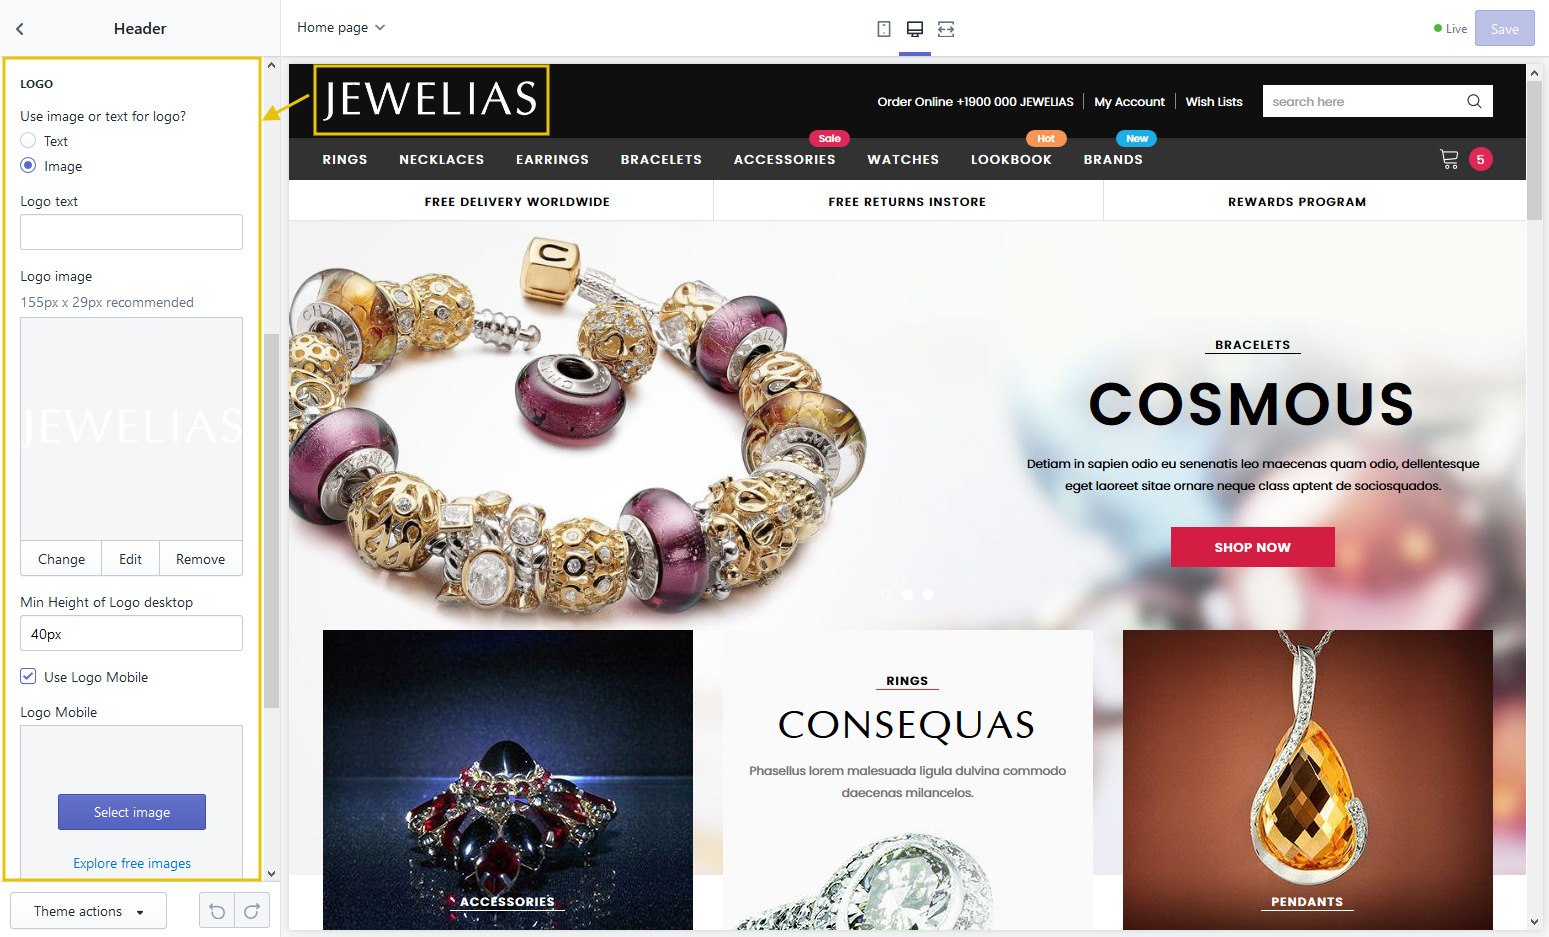 Header
Home page
Live
Save
LOGO
Use image or text for logo?
Text
Image
Logo text
Logo image
155px x 29px recommended
JEWELIAS
Change
Edit
Remove
Min Height of Logo desktop
40px
Use Logo Mobile
Logo Mobile
Select image
Explore free images
Theme actions
JEWELIAS
Order Online +1900 000 JEWELIAS
My Account
Wish Lists
search here
Sale
Hot
New
RINGS
NECKLACES
EARRINGS
BRACELETS
ACCESSORIES
WATCHES
LOOKBOOK
BRANDS
5
FREE DELIVERY WORLDWIDE
FREE RETURNS INSTORE
REWARDS PROGRAM
BRACELETS
COSMOUS
Detiam in sapien odio eu senenatis leo maecenas quam odio, dellentesque
eget laoreet sitae ornare neque class aptent de sociosquados.
SHOP NOW
ACCESSORIES
RINGS
CONSEQUAS
Phasellus lorem malesuada ligula dulvina commodo
daecenas milancelos.
PENDANTS